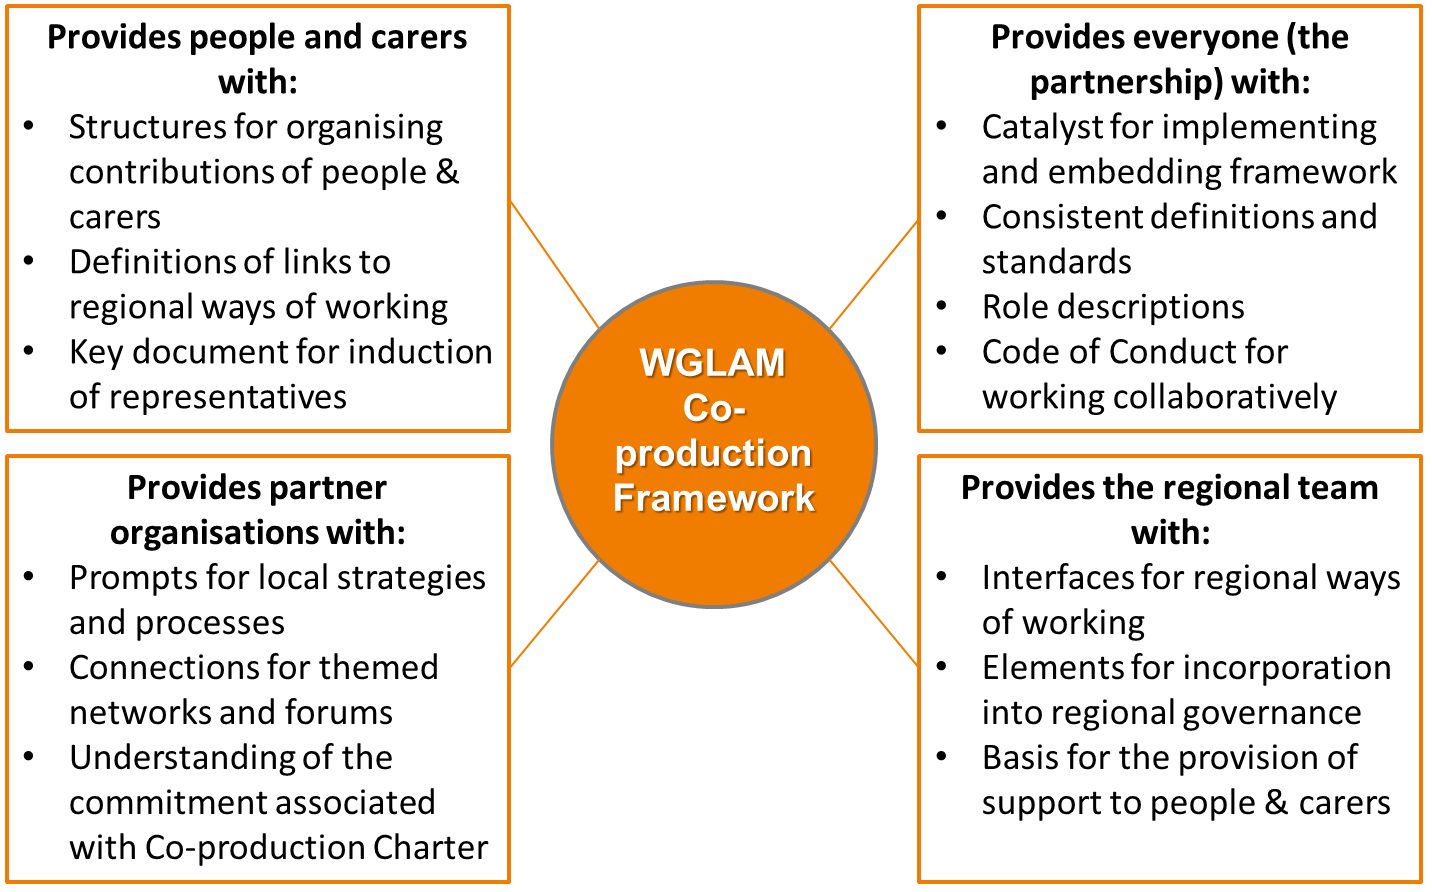 Provides people and carers
with:
• Structures for organising
contributions of people &
carers
• Definitions of links to
regional ways of working
• Key document for induction
of representatives
Provides everyone (the
partnership) with:
• Catalyst for implementing
and embedding framework
• Consistent definitions and
standards
• Role descriptions
• Code of Conduct for
working collaboratively
WGLAM
Co-
production
Framework
Provides partner
organisations with:
• Prompts for local strategies
and processes
• Connections for themed
networks and forums
• Understanding of the
commitment associated
with Co-production Charter
Provides the regional team
with:
• Interfaces for regional ways
of working
• Elements for incorporation
into regional governance
• Basis for the provision of
support to people & carers